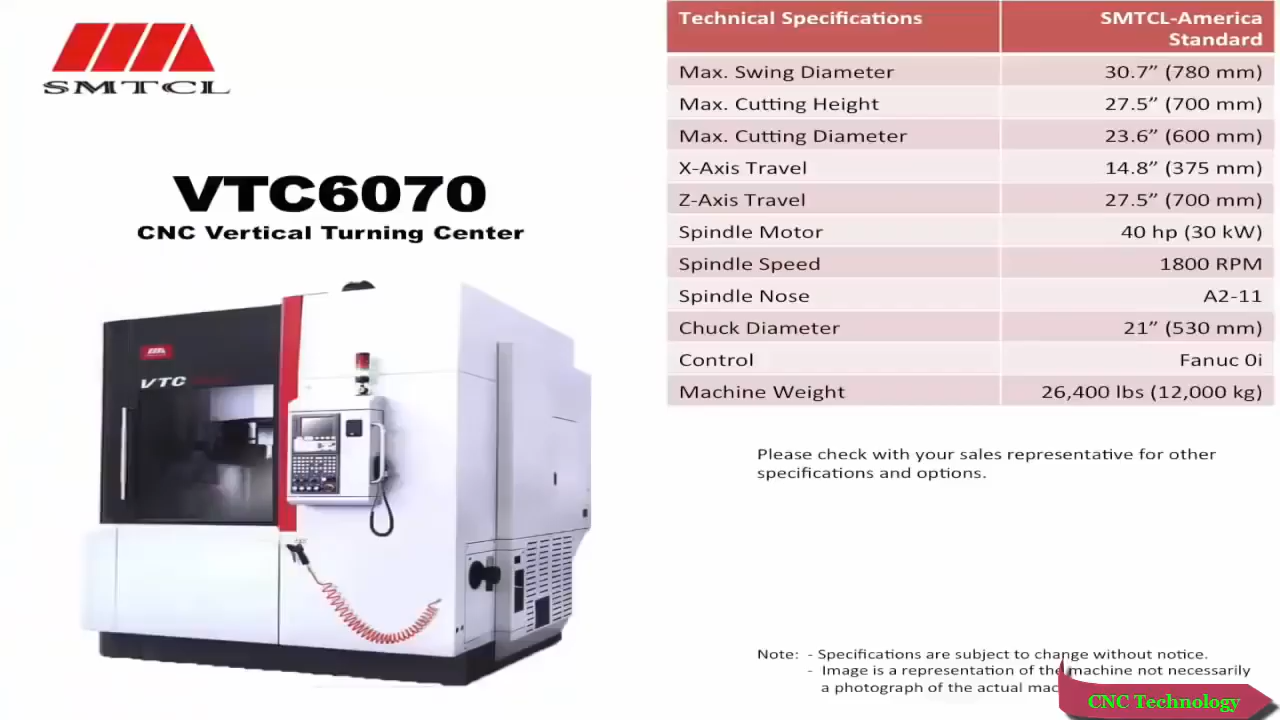 SMTCL
VTC6070
CNC Vertical Turning Center
VTC
Technical Specifications SMTCL-America
Standard
Max. Swing Diameter 30.7” (780 mm)
Max. Cutting Height 27.5” (700 mm)
Max. Cutting Diameter 23.6” (600 mm)
X-Axis Travel 14.8” (375 mm)
Z-Axis Travel 27.5” (700 mm)
Spindle Motor 40 hp (30 kW)
Spindle Speed 1800 RPM
Spindle Nose A2-11
Chuck Diameter 21” (530 mm)
Control Fanuc 0i
Machine Weight 26,400 lbs (12,000 kg)
Please check with your sales representative for other
specifications and options.
Note: - Specifications are subject to change without notice.
- Image is a representation of the machine not necessarily
a photograph of the actual
CNC Technology